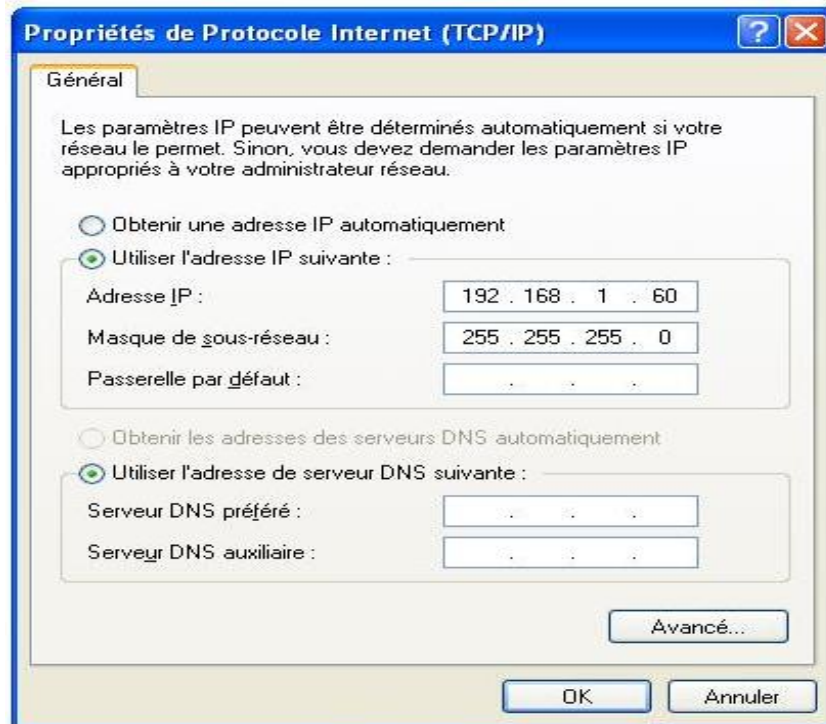 Propriétés de Protocole Internet (TCP/IP)
Général
Les paramètres IP peuvent être déterminés automatiquement si votre
réseau le permet. Sinon, vous devez demander les paramètres IP
appropriés à votre administrateur réseau.
Obtenir une adresse IP automatiquement
Utiliser l'adresse IP suivante :
Adresse IP : 192 . 168 . 1 . 60
Masque de sous-réseau : 255 . 255 . 255 . 0
Passerelle par défaut : . . .
Obtenir les adresses des serveurs DNS automatiquement
Utiliser l'adresse de serveur DNS suivante :
Serveur DNS préféré : . . .
Serveur DNS auxiliaire : . . .
Avancé...
OK Annuler